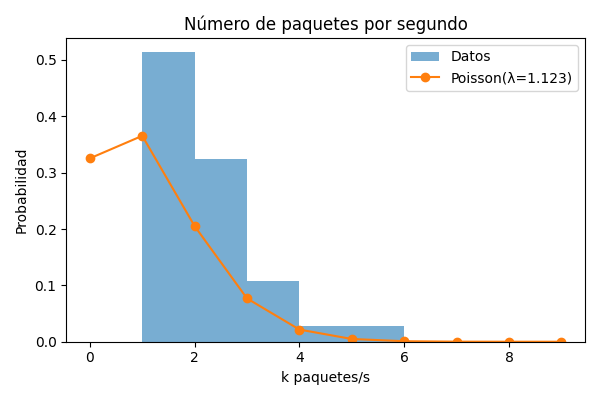 Número de paquetes por segundo
Datos
Poisson(λ=1.123)
Probabilidad
0.5
0.4
0.3
0.2
0.1
0.0
0 2 4 6 8
k paquetes/s